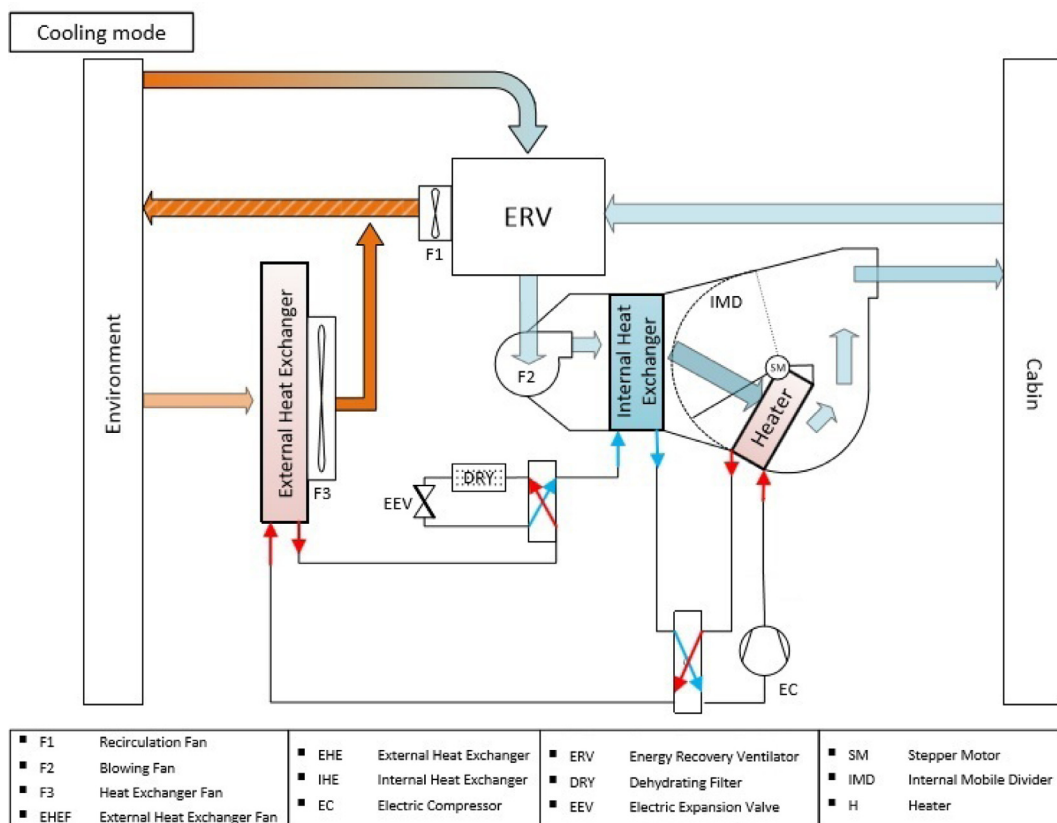 Cooling mode
Environment
ERV
F1
IMD
SM
Heater
Internal Heat
Exchanger
F2
External Heat Exchanger
F3
EEV
DRY
EC
Cabin
▪ F1 Recirculation Fan
▪ F2 Blowing Fan
▪ F3 Heat Exchanger Fan
▪ EHEF External Heat Exchanger Fan
▪ EHE External Heat Exchanger
▪ IHE Internal Heat Exchanger
▪ EC Electric Compressor
▪ ERV Energy Recovery Ventilator
▪ DRY Dehydrating Filter
▪ EEV Electric Expansion Valve
▪ SM Stepper Motor
▪ IMD Internal Mobile Divider
▪ H Heater